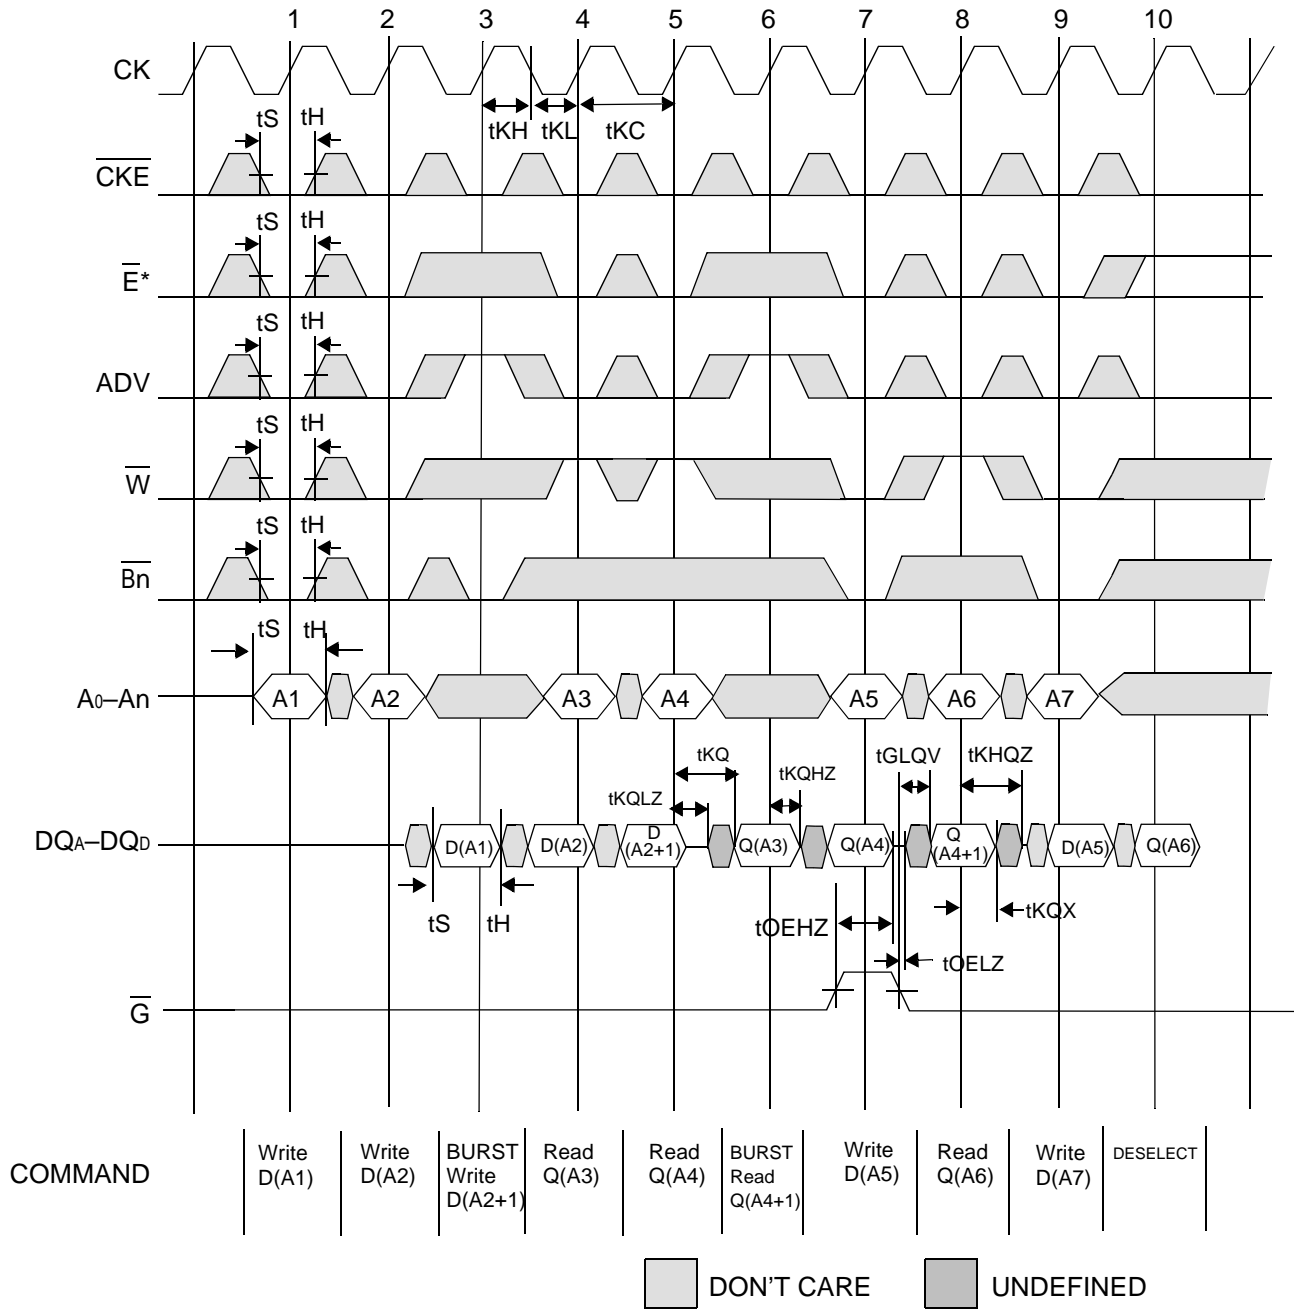 1 2 3 4 5 6 7 8 9 10
CK
tKH tKL tKC
tS tH
CKE
tS tH
E*
tS tH
ADV
tS tH
W
tS tH
Bn
tS tH
A0–An
A1 A2 A3 A4 A5 A6 A7
tKQ tGLQV tKHQZ
tKQHZ
tKQLZ
DQA–DQD
D(A1) D(A2) D (A2+1) Q(A3) Q(A4) Q (A4+1) D(A5) Q(A6)
tS tH tOEHZ tKQX
tOELZ
G
COMMAND
Write D(A1)
Write D(A2)
BURST Write D(A2+1)
Read Q(A3)
Read Q(A4)
BURST Read Q(A4+1)
Write D(A5)
Read Q(A6)
Write D(A7)
DESELECT
DON'T CARE UNDEFINED